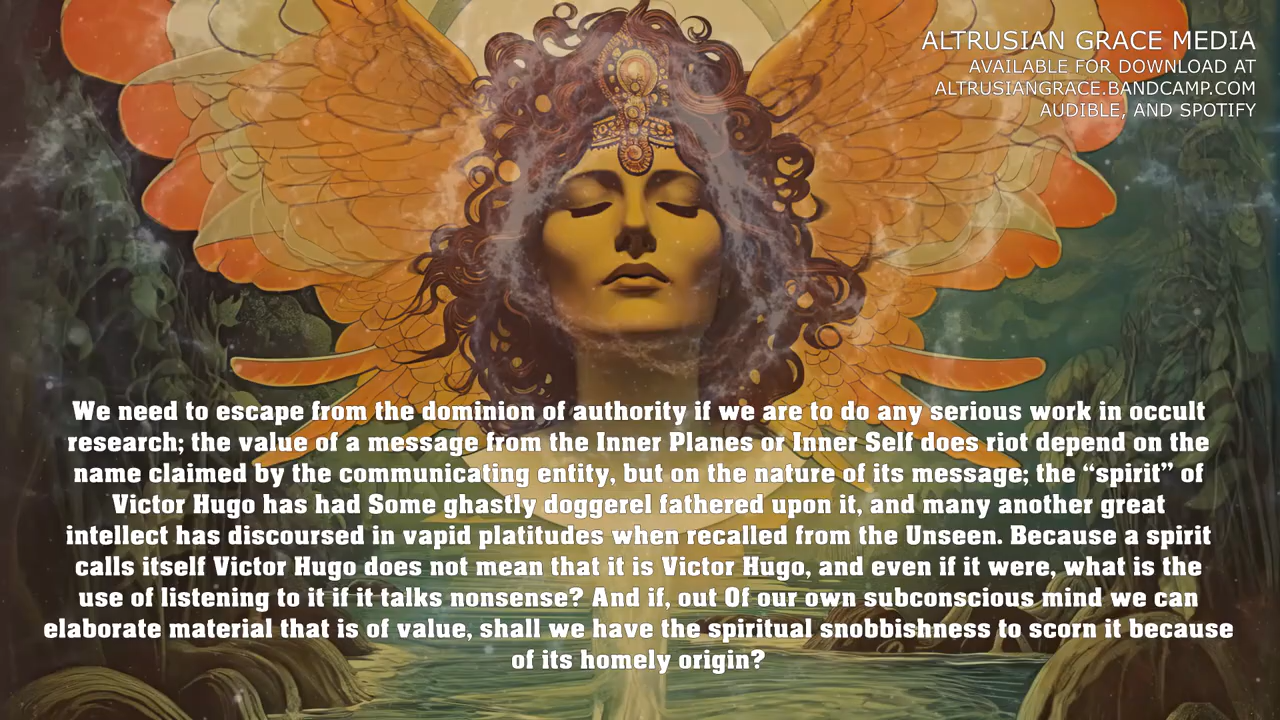 ALTRUSIAN GRACE MEDIA
AVAILABLE FOR DOWNLOAD AT
ALTRUSIANGRACE.BANDCAMP.COM
AUDIBLE, AND SPOTIFY
We need to escape from the dominion of authority if we are to do any serious work in occult
research; the value of a message from the Inner Planes or Inner Self does riot depend on the
name claimed by the communicating entity, but on the nature of its message; the “spirit” of
Victor Hugo has had Some ghastly doggerel fathered upon it, and many another great
intellect has discoursed in vapid platitudes when recalled from the Unseen. Because a spirit
calls itself Victor Hugo does not mean that it is Victor Hugo, and even if it were, what is the
use of listening to it if it talks nonsense? And if, out Of our own subconscious mind we can
elaborate material that is of value, shall we have the spiritual snobbishness to scorn it because
of its homely origin?